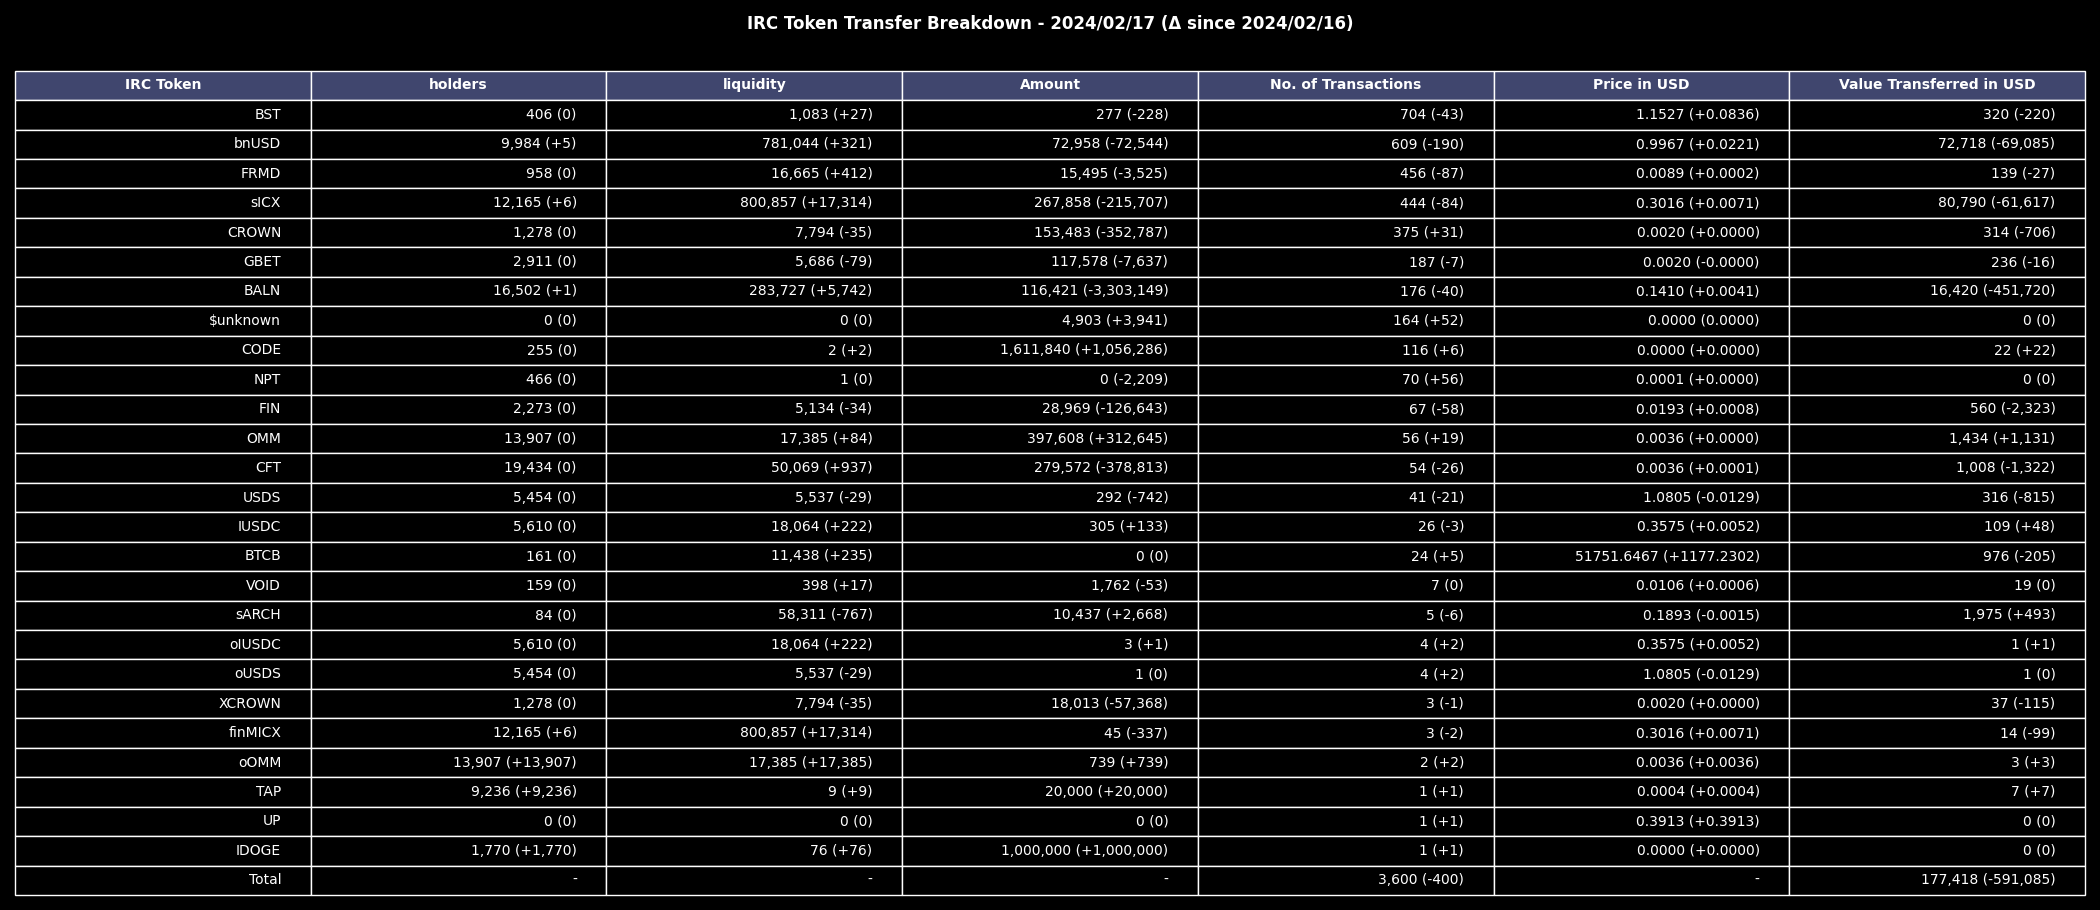 IRC Token Transfer Breakdown - 2024/02/17 (Δ since 2024/02/16)
IRC Token holders liquidity Amount No. of Transactions Price in USD Value Transferred in USD
BST 406 (0) 1,083 (+27) 277 (-228) 704 (-43) 1.1527 (+0.0836) 320 (-220)
bnUSD 9,984 (+5) 781,044 (+321) 72,958 (-72,544) 609 (-190) 0.9967 (+0.0221) 72,718 (-69,085)
FRMD 958 (0) 16,665 (+412) 15,495 (-3,525) 456 (-87) 0.0089 (+0.0002) 139 (-27)
sICX 12,165 (+6) 800,857 (+17,314) 267,858 (-215,707) 444 (-84) 0.3016 (+0.0071) 80,790 (-61,617)
CROWN 1,278 (0) 7,794 (-35) 153,483 (-352,787) 375 (+31) 0.0020 (+0.0000) 314 (-706)
GBET 2,911 (0) 5,686 (-79) 117,578 (-7,637) 187 (-7) 0.0020 (-0.0000) 236 (-16)
BALN 16,502 (+1) 283,727 (+5,742) 116,421 (-3,303,149) 176 (-40) 0.1410 (+0.0041) 16,420 (-451,720)
$unknown 0 (0) 0 (0) 4,903 (+3,941) 164 (+52) 0.0000 (0.0000) 0 (0)
CODE 255 (0) 2 (+2) 1,611,840 (+1,056,286) 116 (+6) 0.0000 (+0.0000) 22 (+22)
NPT 466 (0) 1 (0) 0 (-2,209) 70 (+56) 0.0001 (+0.0000) 0 (0)
FIN 2,273 (0) 5,134 (-34) 28,969 (-126,643) 67 (-58) 0.0193 (+0.0008) 560 (-2,323)
OMM 13,907 (0) 17,385 (+84) 397,608 (+312,645) 56 (+19) 0.0036 (+0.0000) 1,434 (+1,131)
CFT 19,434 (0) 50,069 (+937) 279,572 (-378,813) 54 (-26) 0.0036 (+0.0001) 1,008 (-1,322)
USDS 5,454 (0) 5,537 (-29) 292 (-742) 41 (-21) 1.0805 (-0.0129) 316 (-815)
IUSDC 5,610 (0) 18,064 (+222) 305 (+133) 26 (-3) 0.3575 (+0.0052) 109 (+48)
BTCB 161 (0) 11,438 (+235) 0 (0) 24 (+5) 51751.6467 (+1177.2302) 976 (-205)
VOID 159 (0) 398 (+17) 1,762 (-53) 7 (0) 0.0106 (+0.0006) 19 (0)
sARCH 84 (0) 58,311 (-767) 10,437 (+2,668) 5 (-6) 0.1893 (-0.0015) 1,975 (+493)
oIUSDC 5,610 (0) 18,064 (+222) 3 (+1) 4 (+2) 0.3575 (+0.0052) 1 (+1)
oUSDS 5,454 (0) 5,537 (-29) 1 (0) 4 (+2) 1.0805 (-0.0129) 1 (0)
XCROWN 1,278 (0) 7,794 (-35) 18,013 (-57,368) 3 (-1) 0.0020 (+0.0000) 37 (-115)
finMICX 12,165 (+6) 800,857 (+17,314) 45 (-337) 3 (-2) 0.3016 (+0.0071) 14 (-99)
oOMM 13,907 (+13,907) 17,385 (+17,385) 739 (+739) 2 (+2) 0.0036 (+0.0036) 3 (+3)
TAP 9,236 (+9,236) 9 (+9) 20,000 (+20,000) 1 (+1) 0.0004 (+0.0004) 7 (+7)
UP 0 (0) 0 (0) 0 (0) 1 (+1) 0.3913 (+0.3913) 0 (0)
IDOGE 1,770 (+1,770) 76 (+76) 1,000,000 (+1,000,000) 1 (+1) 0.0000 (+0.0000) 0 (0)
Total - - - 3,600 (-400) - 177,418 (-591,085)